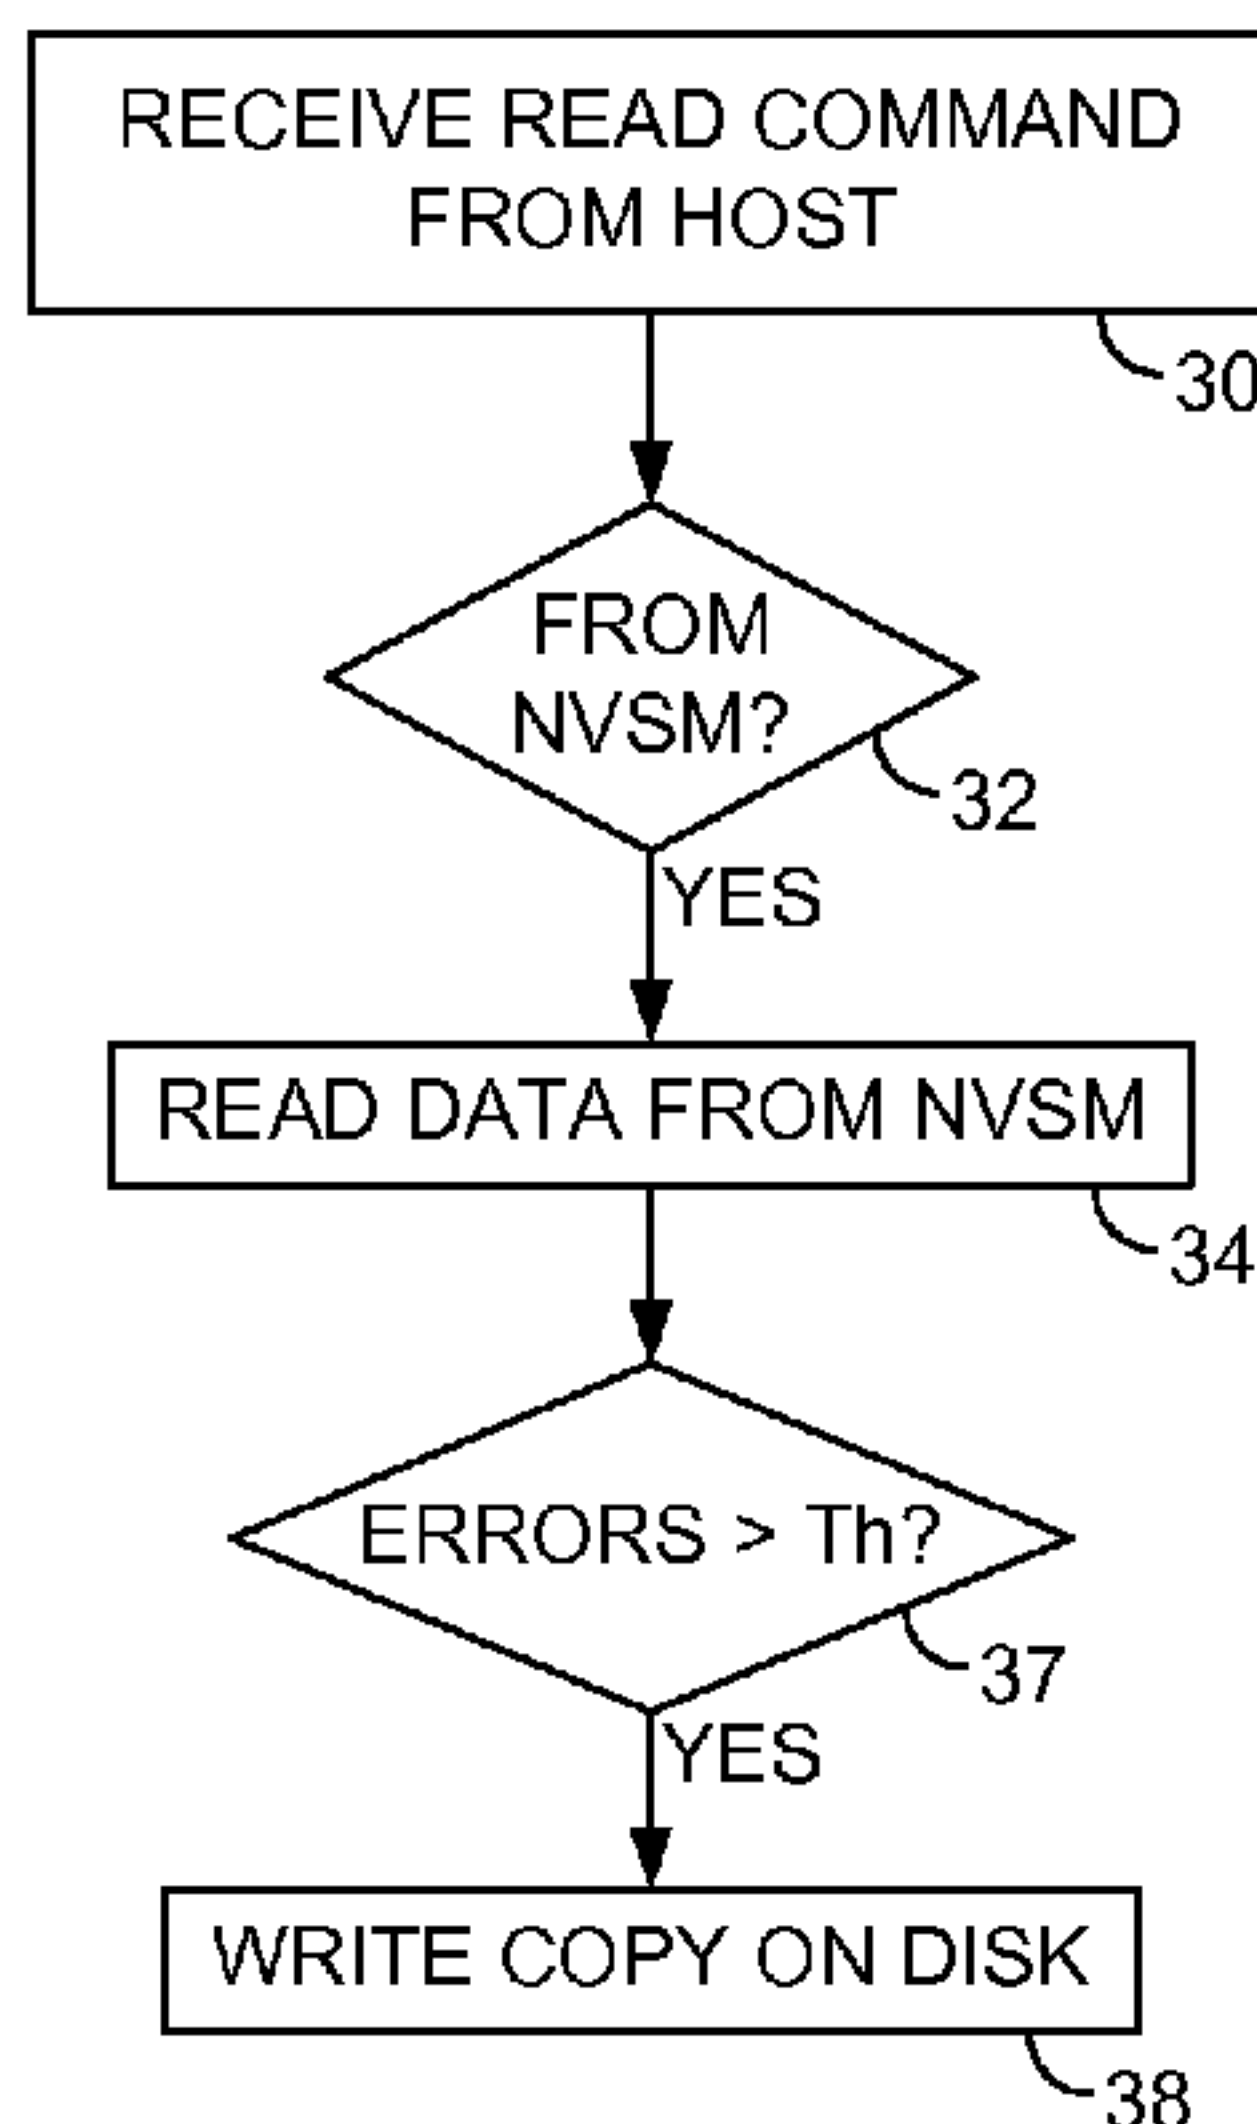 RECEIVE READ COMMAND
FROM HOST
30
FROM
NVSM?
32
YES
READ DATA FROM NVSM
34
ERRORS > Th?
37
YES
WRITE COPY ON DISK
38